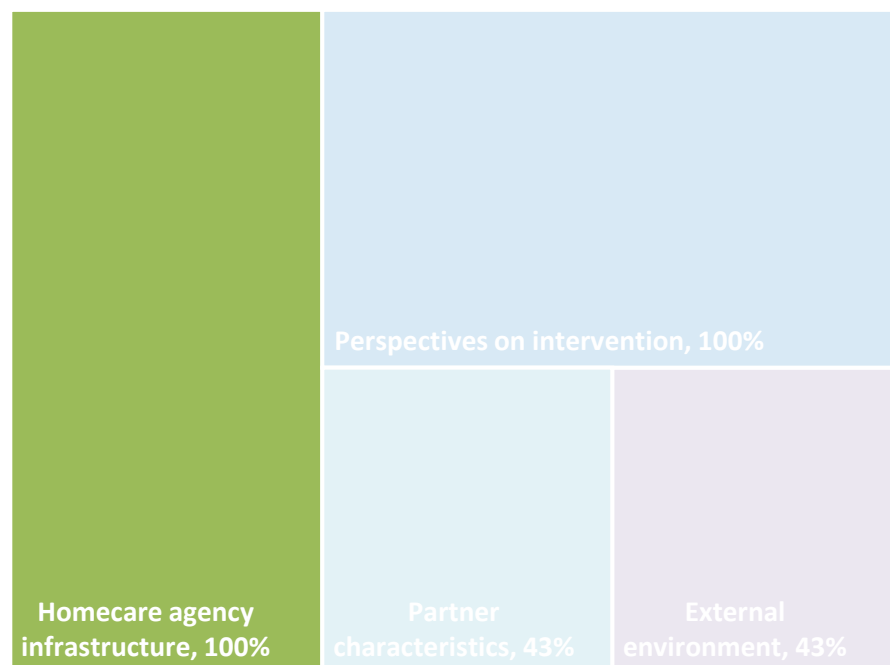 Perspectives on intervention, 100%
Homecare agency
infrastructure, 100%
Partner
characteristics, 43%
External
environment, 43%